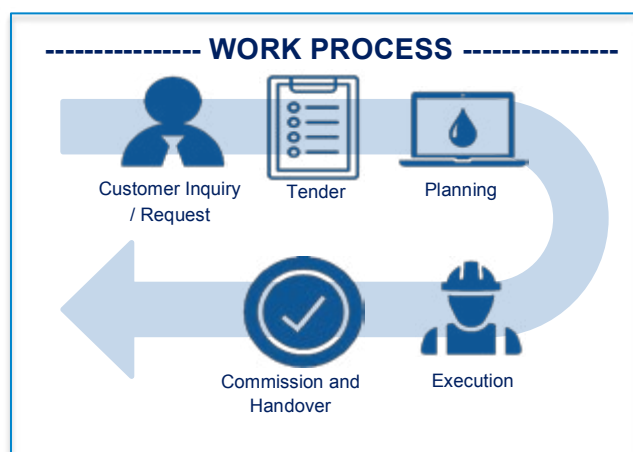 WORK PROCESS
Customer Inquiry
/ Request
Tender
Planning
Commission and
Handover
Execution